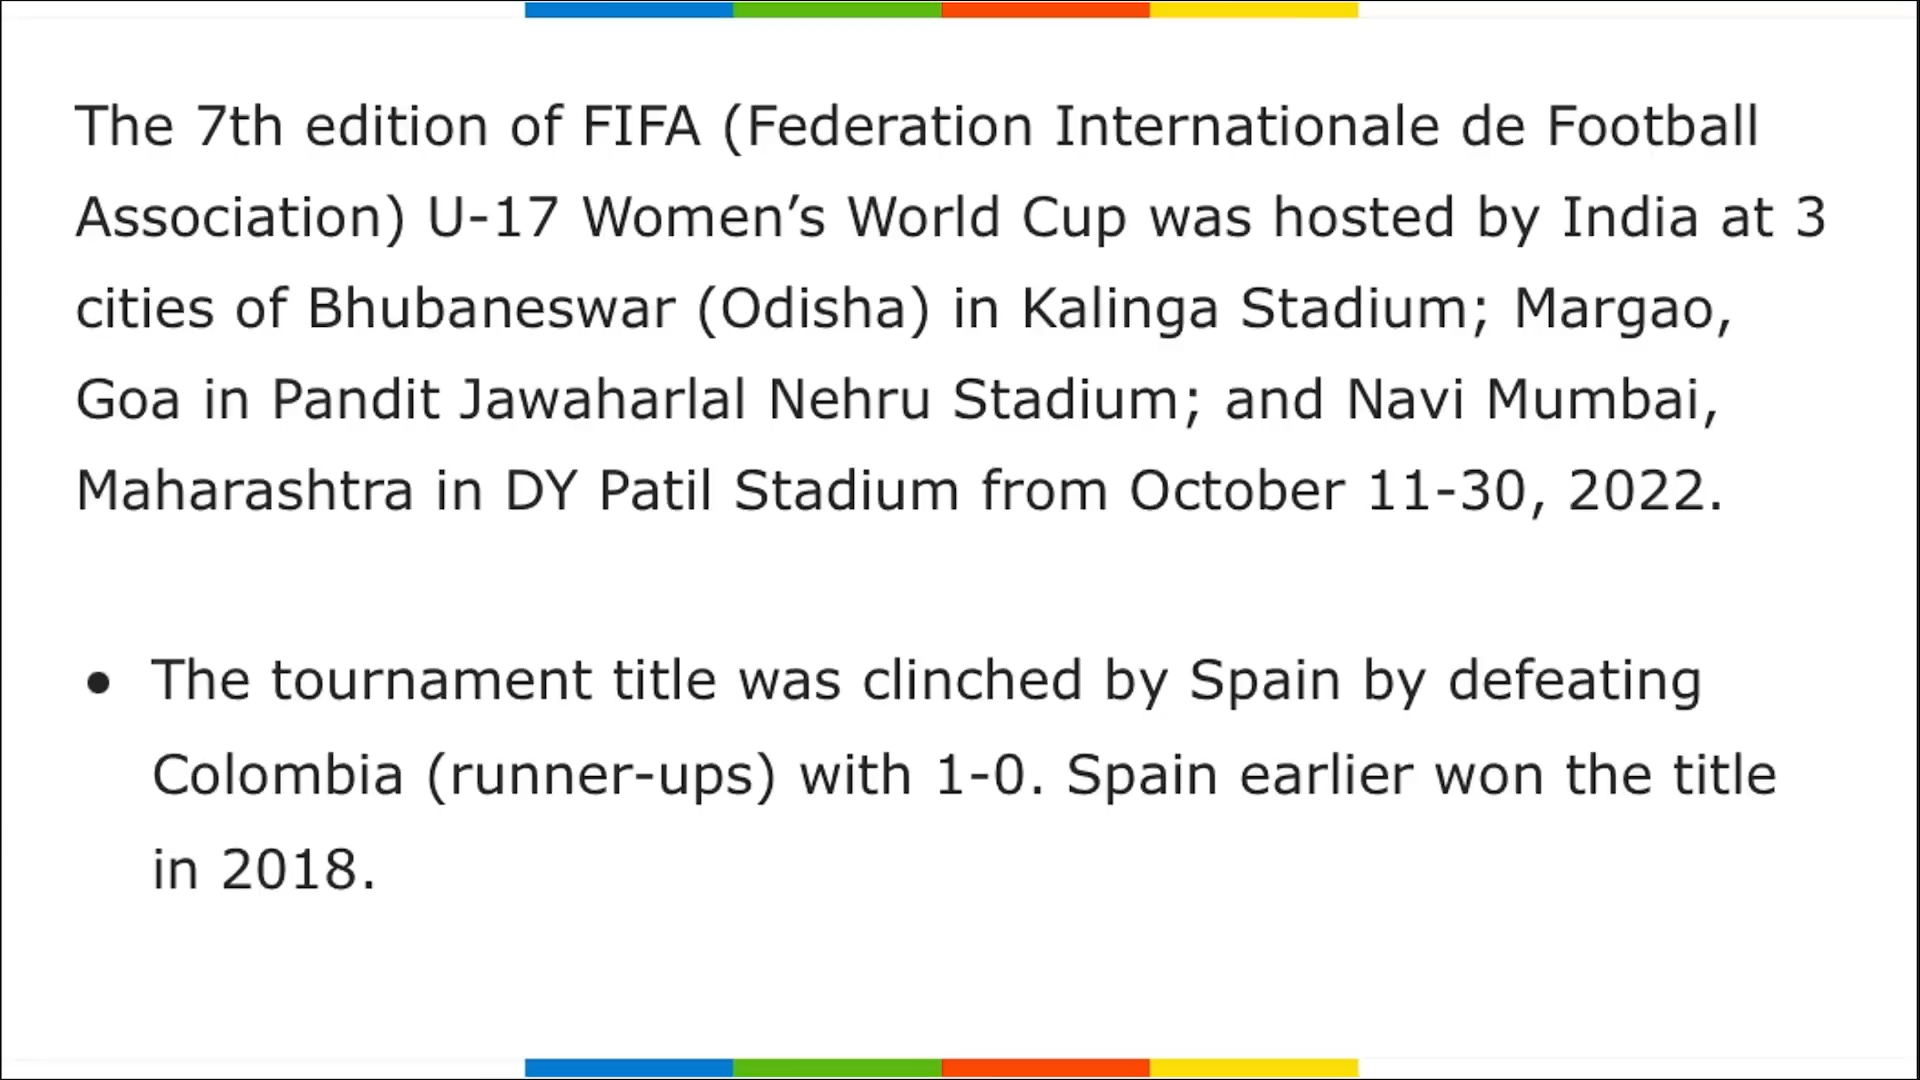 The 7th edition of FIFA (Federation Internationale de Football
Association) U-17 Women’s World Cup was hosted by India at 3
cities of Bhubaneswar (Odisha) in Kalinga Stadium; Margao,
Goa in Pandit Jawaharlal Nehru Stadium; and Navi Mumbai,
Maharashtra in DY Patil Stadium from October 11-30, 2022.
● The tournament title was clinched by Spain by defeating
Colombia (runner-ups) with 1-0. Spain earlier won the title
in 2018.